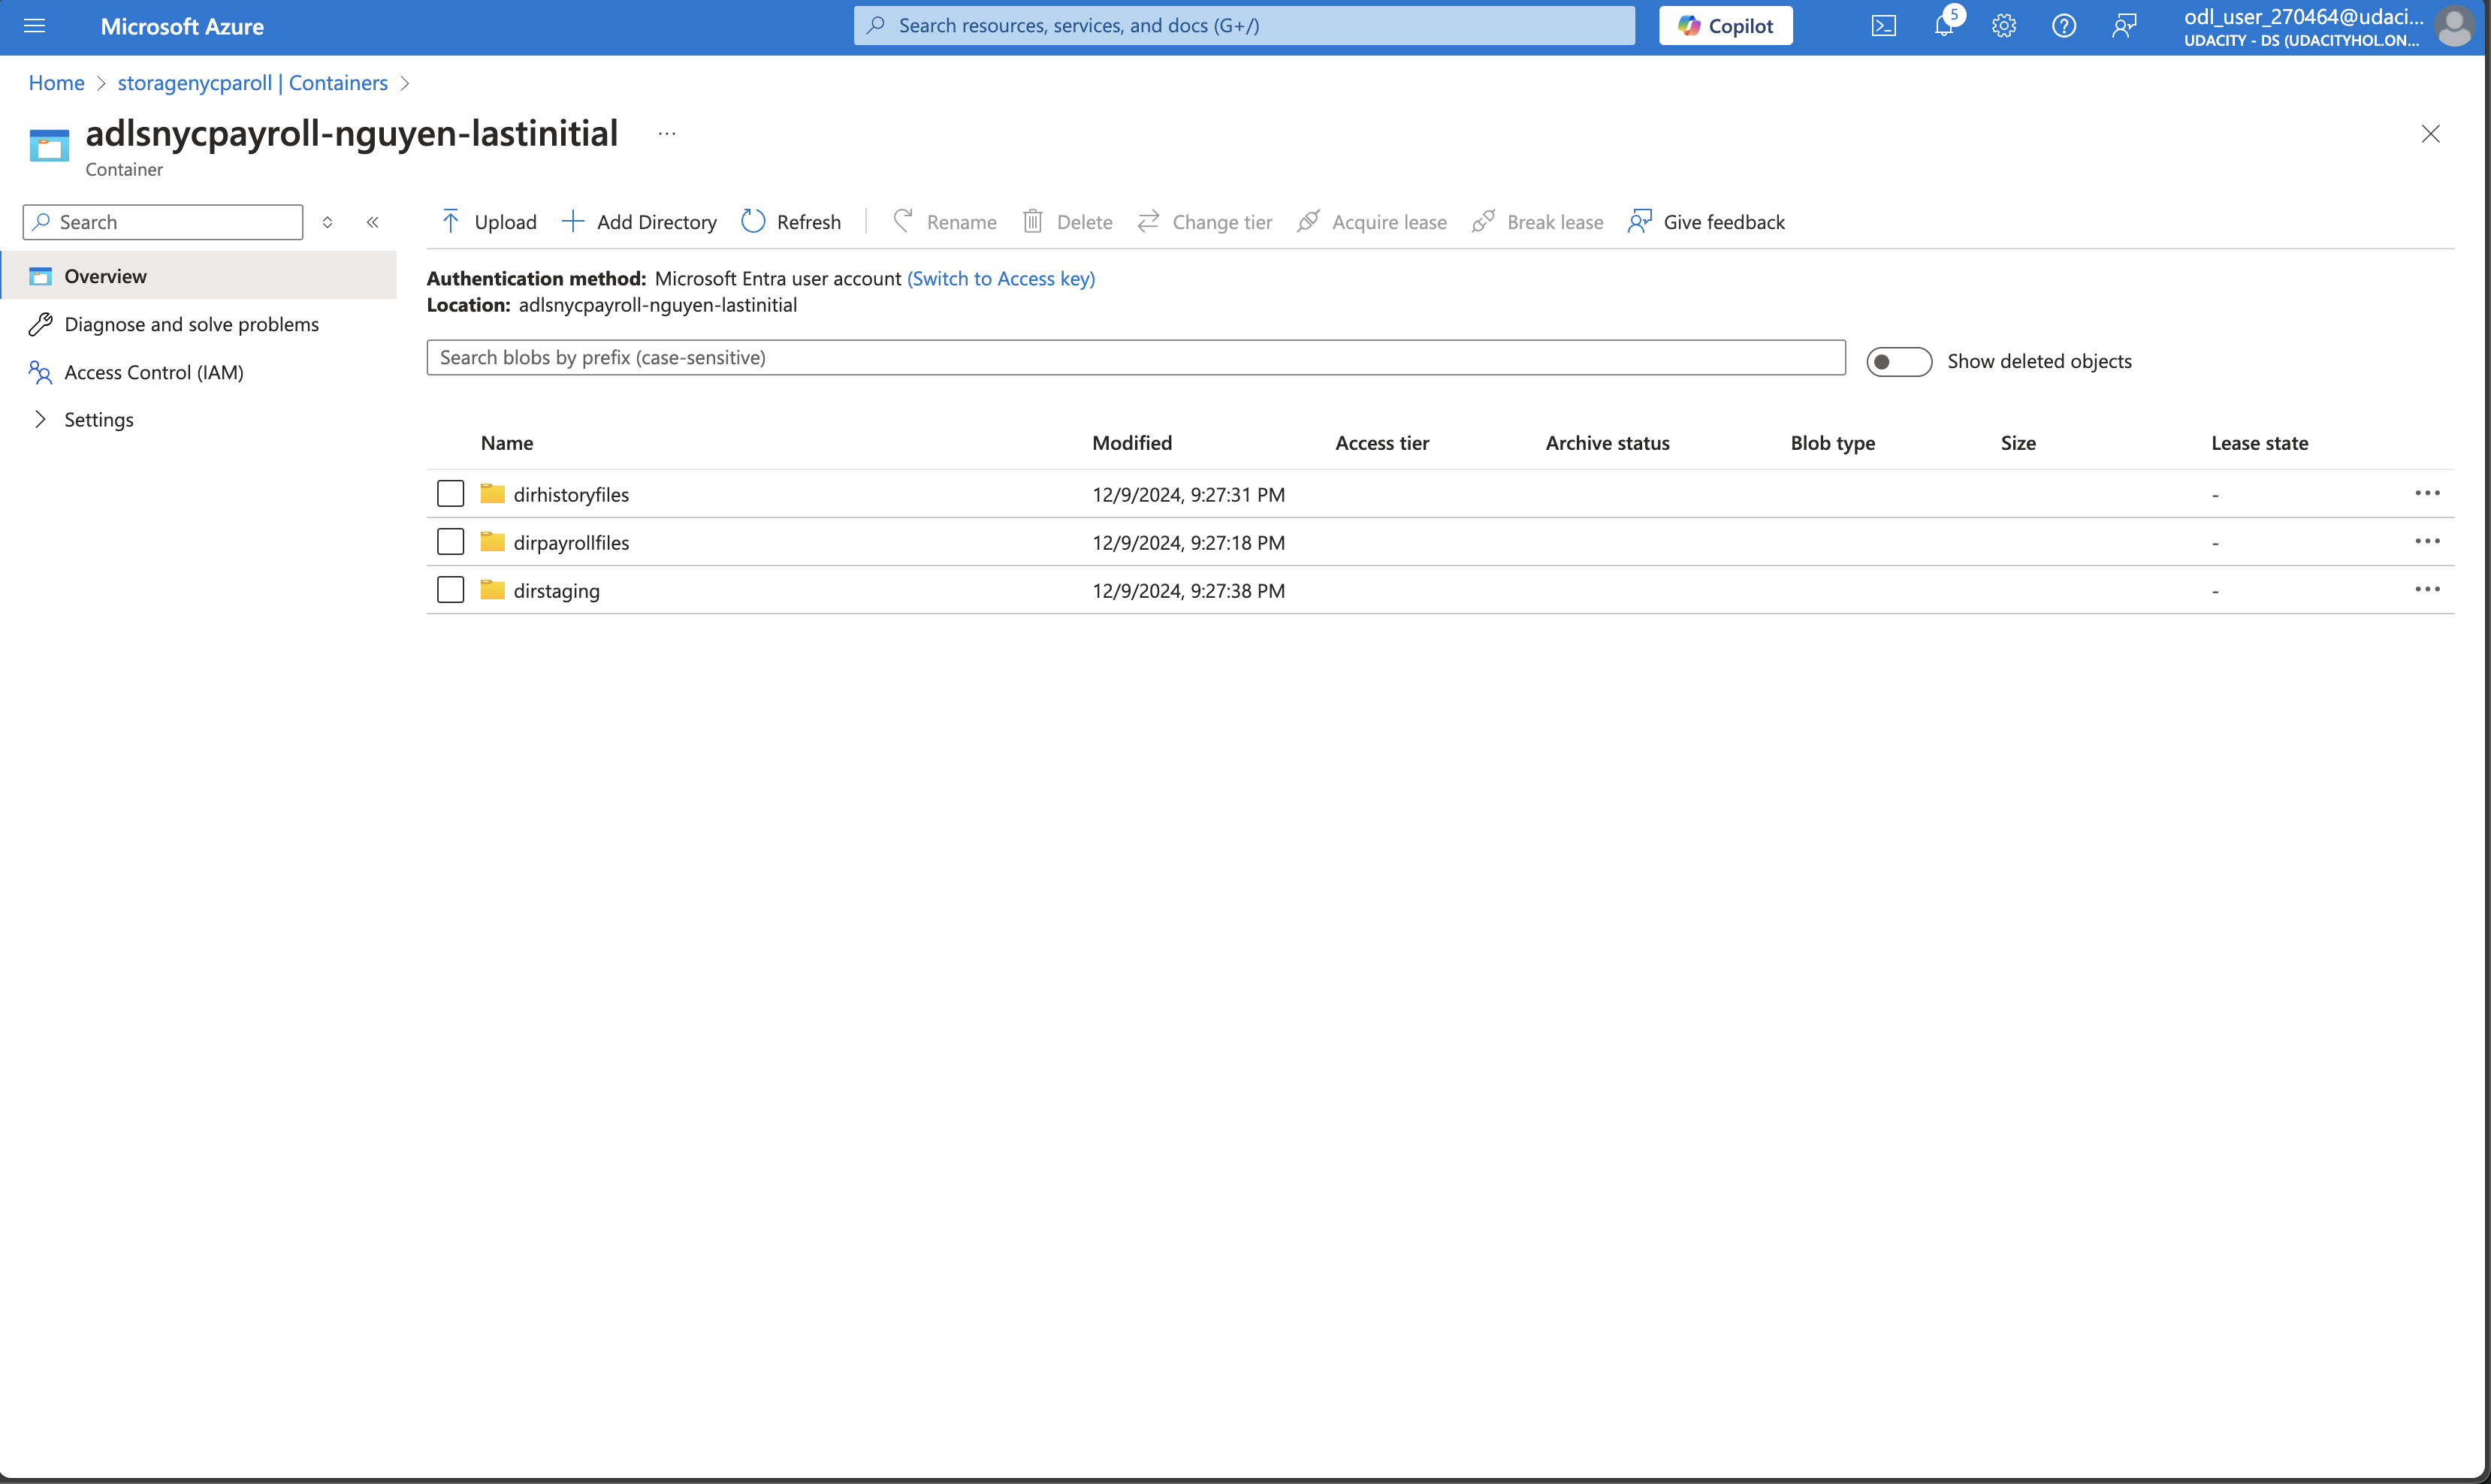 Microsoft Azure
Search resources, services, and docs (G+/)
Copilot
5
odl_user_270464@udaci...
UDACITY - DS (UDACITYHOL.ON...
Home > storagenycparoll | Containers >
adlsnycpayroll-nguyen-lastinitial ...
Container
Search
Upload Add Directory Refresh Rename Delete Change tier Acquire lease Break lease Give feedback
Overview
Diagnose and solve problems
Access Control (IAM)
Settings
Authentication method: Microsoft Entra user account (Switch to Access key)
Location: adlsnycpayroll-nguyen-lastinitial
Search blobs by prefix (case-sensitive)
Show deleted objects
Name Modified Access tier Archive status Blob type Size Lease state
dirhistoryfiles 12/9/2024, 9:27:31 PM -
dirpayrollfiles 12/9/2024, 9:27:18 PM -
dirstaging 12/9/2024, 9:27:38 PM -